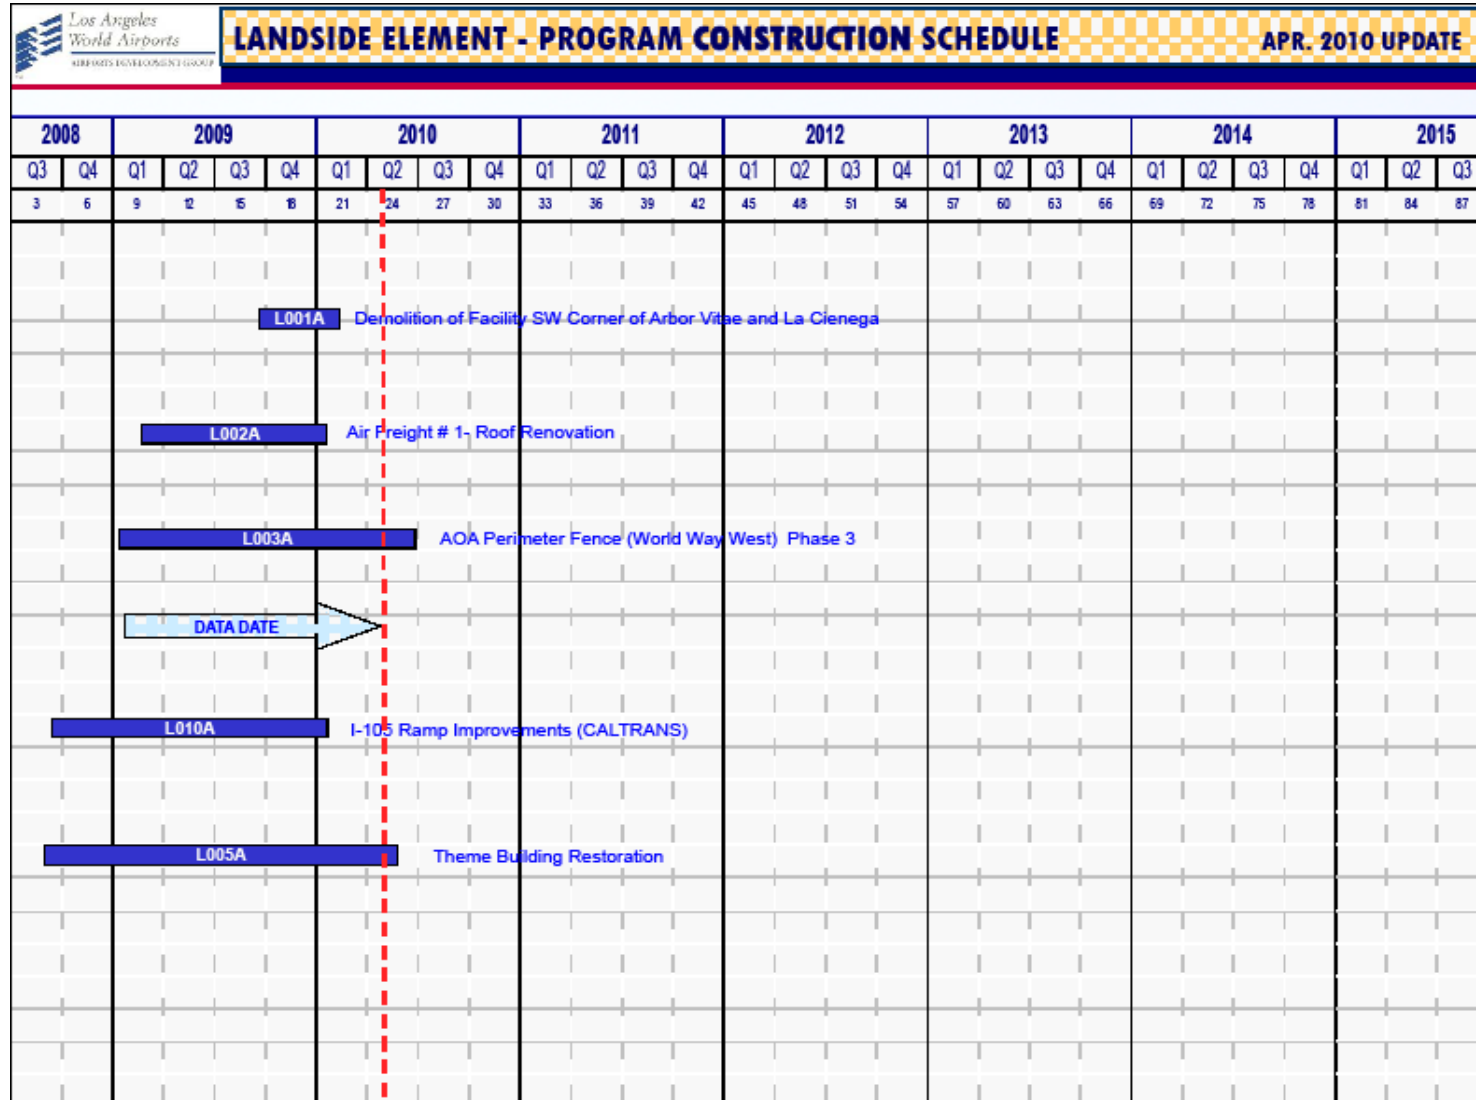 Los Angeles
World Airports
AIRPORTS DEVELOPMENT GROUP
LANDSIDE ELEMENT - PROGRAM CONSTRUCTION SCHEDULE
APR. 2010 UPDATE
2008 2009 2010 2011 2012 2013 2014 2015
Q3 Q4 Q1 Q2 Q3 Q4 Q1 Q2 Q3 Q4 Q1 Q2 Q3 Q4 Q1 Q2 Q3 Q4 Q1 Q2 Q3 Q4 Q1 Q2 Q3 Q4 Q1 Q2 Q3
3 6 9 12 15 18 21 24 27 30 33 36 39 42 45 48 51 54 57 60 63 66 69 72 75 78 81 84 87
L001A Demolition of Facility SW Corner of Arbor Vitae and La Cienega
L002A Air Freight # 1- Roof Renovation
L003A AOA Perimeter Fence (World Way West) Phase 3
DATA DATE
L010A I-105 Ramp Improvements (CALTRANS)
L005A Theme Building Restoration